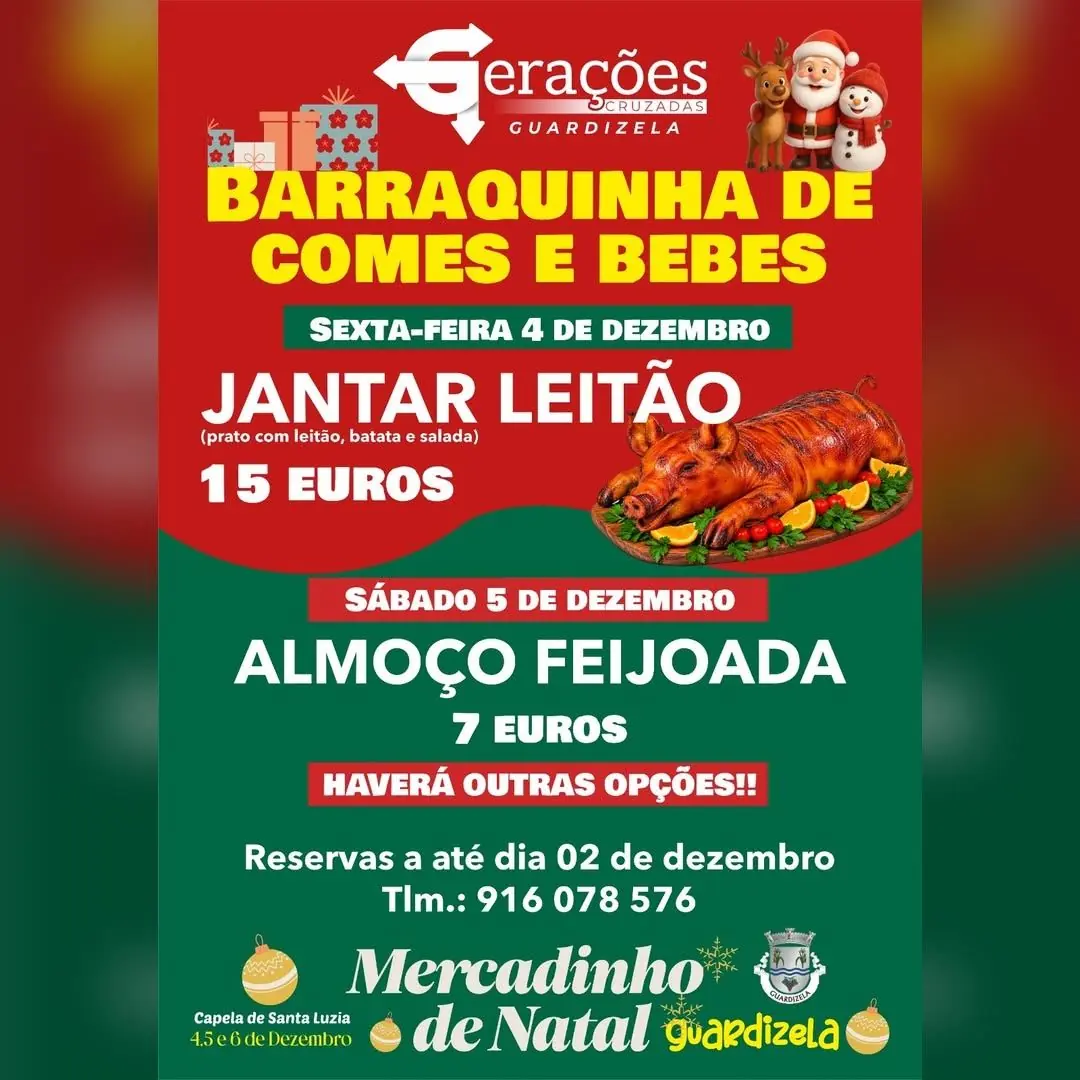 Gerações
CRUZADAS
GUARDIZELA
BARRAQUINHA DE
COMES E BEBES
SEXTA-FEIRA 4 DE DEZEMBRO
JANTAR LEITÃO
(prato com leitão, batata e salada)
15 EUROS
SÁBADO 5 DE DEZEMBRO
ALMOÇO FEIJOADA
7 EUROS
HAVERÁ OUTRAS OPÇÕES!!
Reservas a até dia 02 de dezembro
Tlm.: 916 078 576
Mercadinho
de Natal
GUARDIZELA
guardizela
Capela de Santa Luzia
4,5 e 6 de Dezembro